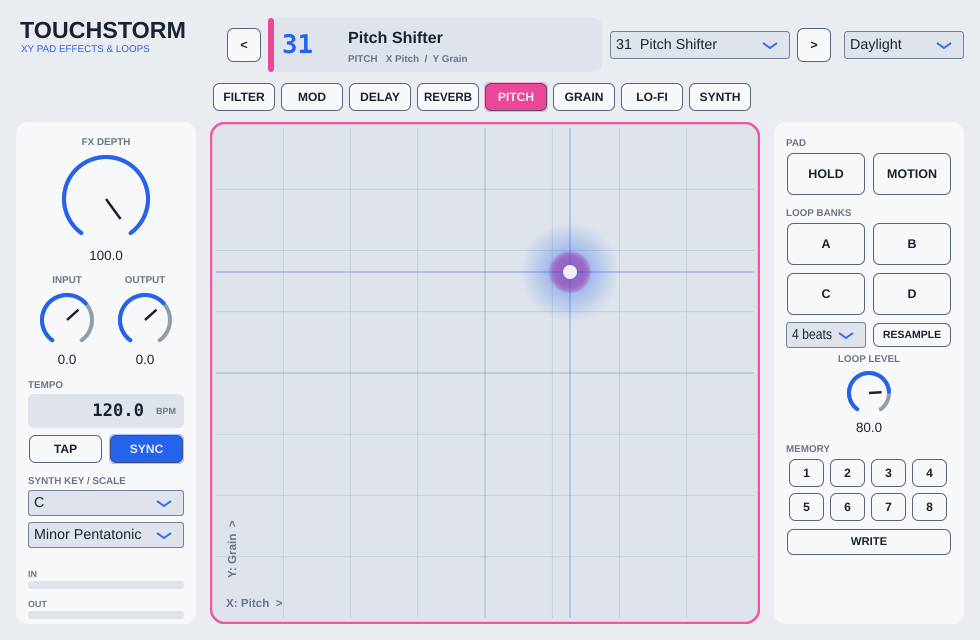 TOUCHSTORM
XY PAD EFFECTS & LOOPS
<
31
Pitch Shifter
PITCH X Pitch / Y Grain
31 Pitch Shifter
>
Daylight
FILTER MOD DELAY REVERB PITCH GRAIN LO-FI SYNTH
FX DEPTH
100.0
INPUT OUTPUT
0.0 0.0
TEMPO
120.0 BPM
TAP SYNC
SYNTH KEY / SCALE
C
Minor Pentatonic
IN
OUT
Y: Grain >
X: Pitch >
PAD
HOLD MOTION
LOOP BANKS
A B
C D
4 beats RESAMPLE
LOOP LEVEL
80.0
MEMORY
1 2 3 4
5 6 7 8
WRITE